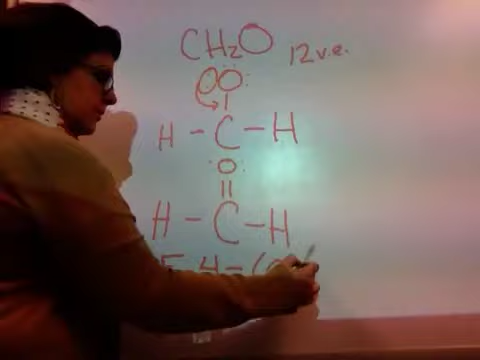 CH₂O 12 v.e.
:Ö:
|
H - C - H
:O:
||
H - C - H